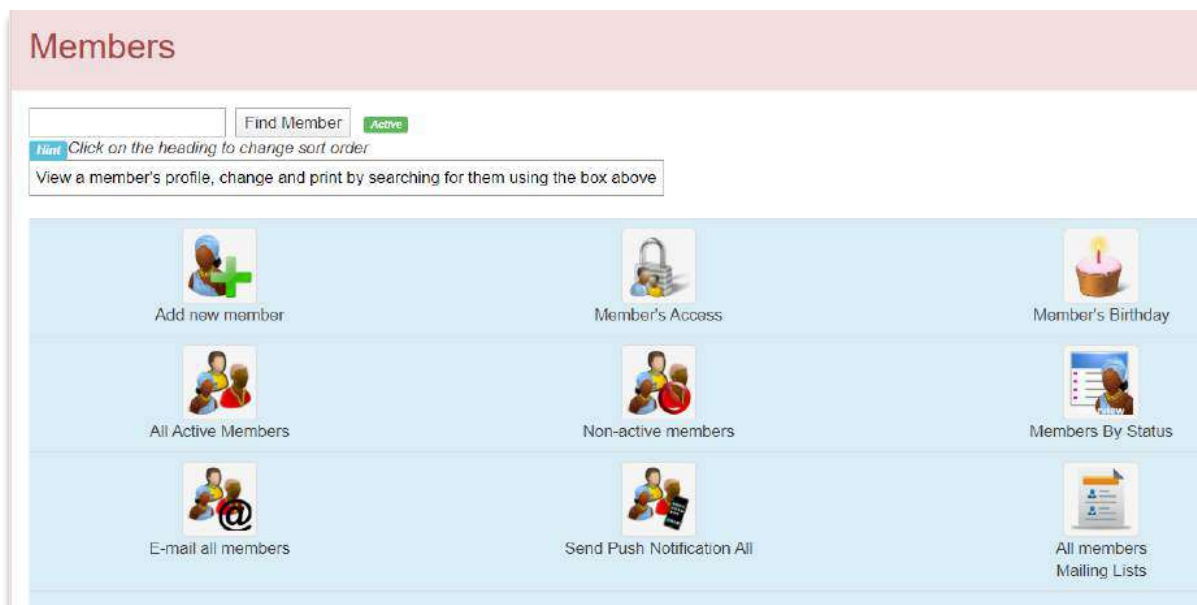 Members
Find Member Active
Hint Click on the heading to change sort order
View a member's profile, change and print by searching for them using the box above
Add new member Member's Access Member's Birthday
All Active Members Non-active members Members By Status
E-mail all members Send Push Notification All All members
Mailing Lists